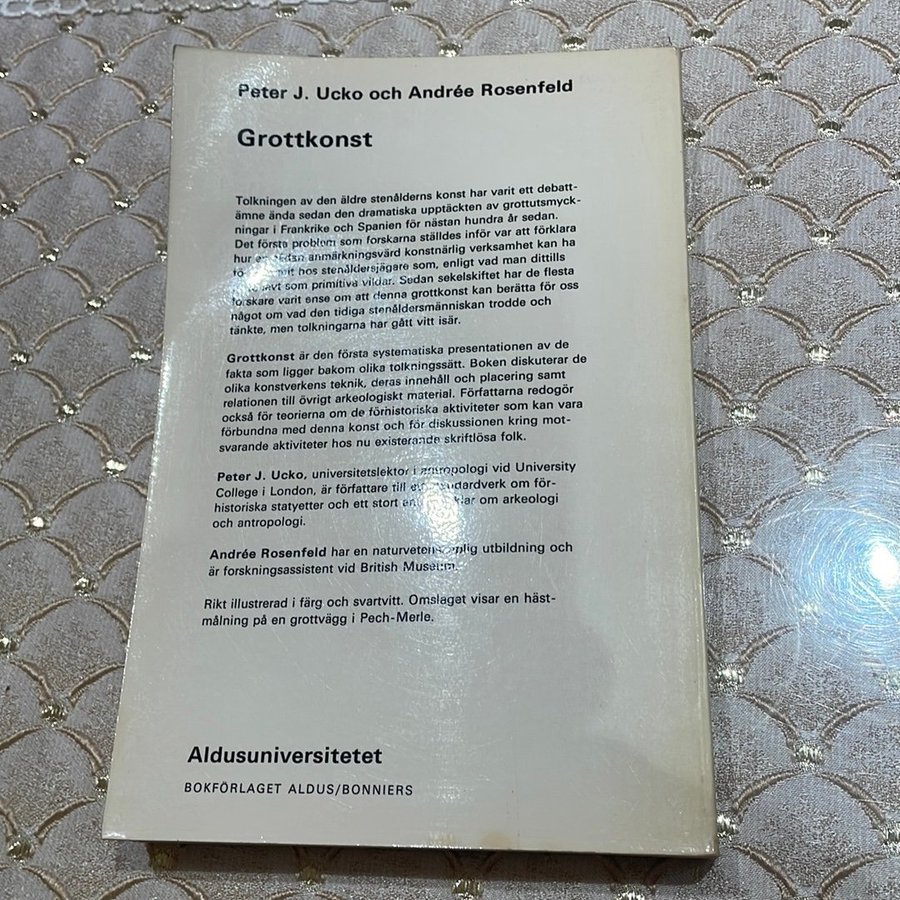 Peter J. Ucko och Andrée Rosenfeld
Grottkonst
Tolkningen av den äldre stenålderns konst har varit ett debatt-
ämne ända sedan den dramatiska upptäckten av grottutsmyck-
ningar i Frankrike och Spanien för nästan hundra år sedan.
Det första problem som forskarna ställdes inför var att förklara
hur en sådan anmärkningsvärd konstnärlig verksamhet kan ha
hos stenåldersjägare som, enligt vad man dittills
som primitiva vildar. Sedan sekelskiftet har de flesta
forskare varit ense om att denna grottkonst kan berätta för oss
något om vad den tidiga stenåldersmänniskan trodde och
tänkte, men tolkningarna har gått vitt isär.
Grottkonst är den första systematiska presentationen av de
fakta som ligger bakom olika tolkningssätt. Boken diskuterar de
olika konstverkens teknik, deras innehåll och placering samt
relationen till övrigt arkeologiskt material. Författarna redogör
också för teorierna om de förhistoriska aktiviteter som kan vara
förbundna med denna konst och för diskussionen kring mot-
svarande aktiviteter hos nu existerande skriftlösa folk.
Peter J. Ucko, universitetslektor i antropologi vid University
College i London, är författare till ett standardverk om för-
historiska statyetter och ett stort om arkeologi
och antropologi.
Andrée Rosenfeld har en naturvetenskaplig utbildning och
är forskningsassistent vid British Museum.
Rikt illustrerad i färg och svartvitt. Omslaget visar en häst-
målning på en grottvägg i Pech-Merle.
Aldusuniversitetet
BOKFÖRLAGET ALDUS/BONNIERS